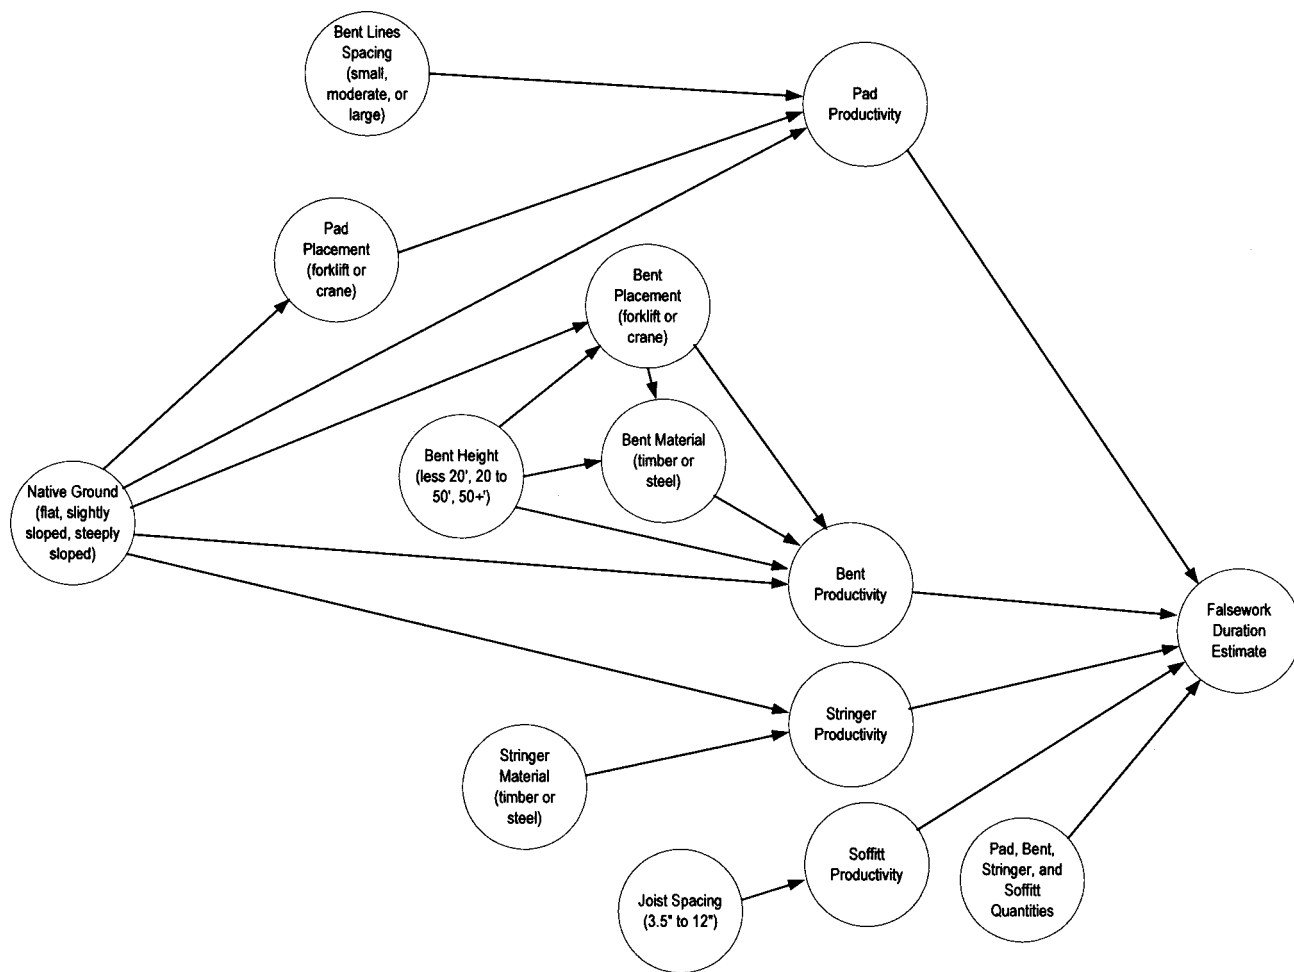 Bent Lines
Spacing
(small,
moderate, or
large)
Pad
Productivity
Pad
Placement
(forklift or
crane)
Bent
Placement
(forklift or
crane)
Bent Height
(less 20', 20 to
50', 50+')
Bent Material
(timber or
steel)
Native Ground
(flat, slightly
sloped, steeply
sloped)
Bent
Productivity
Falsework
Duration
Estimate
Stringer
Productivity
Stringer
Material
(timber or
steel)
Soffitt
Productivity
Pad, Bent,
Stringer, and
Soffitt
Quantities
Joist Spacing
(3.5" to 12")